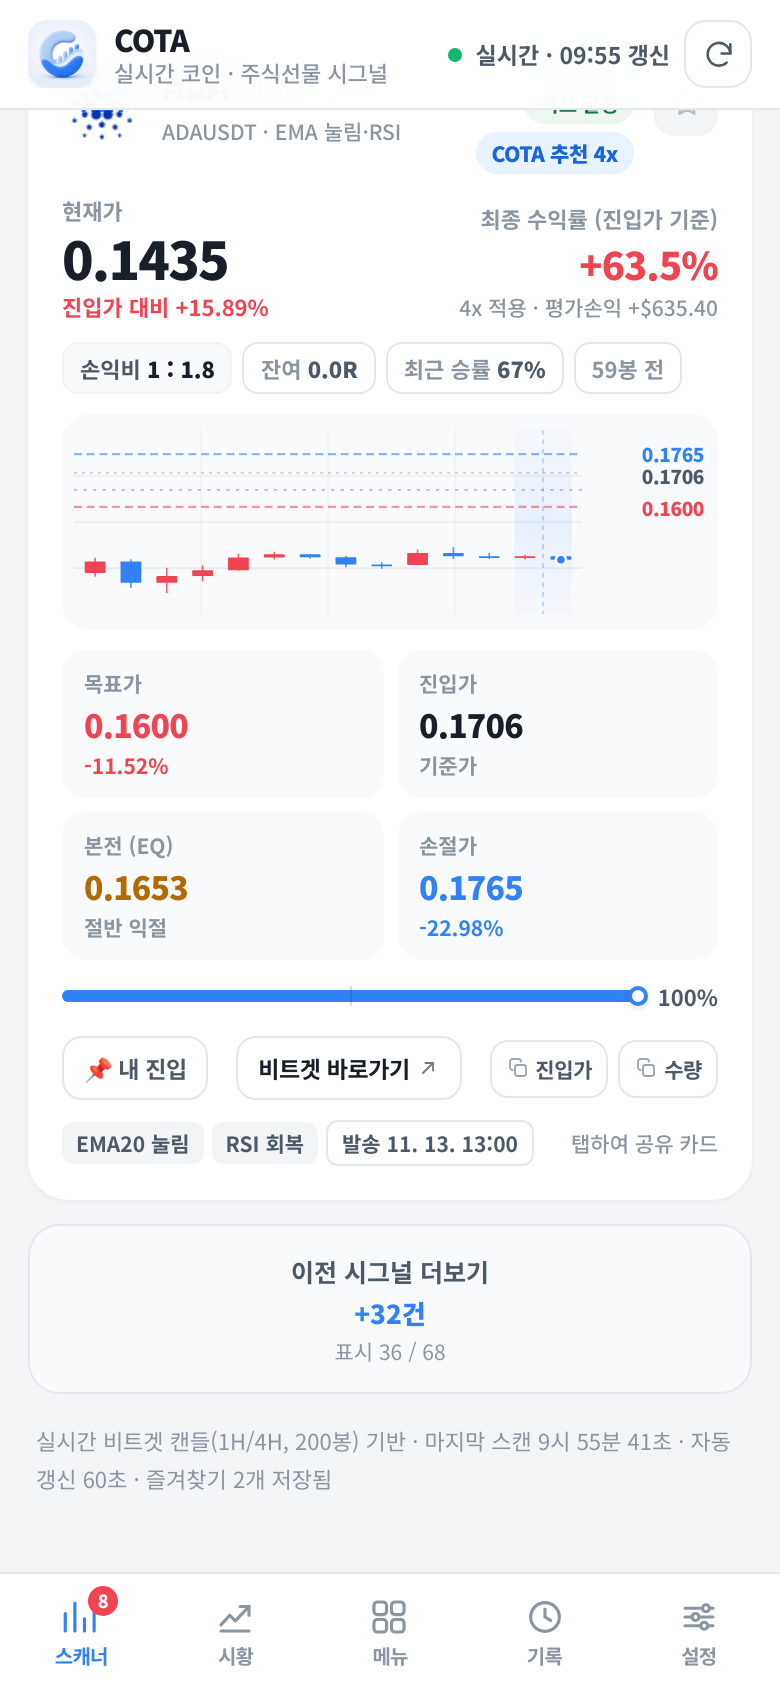 COTA
실시간 코인 · 주식선물 시그널
실시간 · 09:55 갱신
ADAUSDT · EMA 눌림·RSI
COTA 추천 4x
현재가
최종 수익률 (진입가 기준)
0.1435
+63.5%
진입가 대비 +15.89%
4x 적용 · 평가손익 +$635.40
손익비 1 : 1.8
잔여 0.0R
최근 승률 67%
59봉 전
0.1765
0.1706
0.1600
목표가
0.1600
-11.52%
진입가
0.1706
기준가
본전 (EQ)
0.1653
절반 익절
손절가
0.1765
-22.98%
100%
📌 내 진입
비트겟 바로가기 ↗
진입가
수량
EMA20 눌림
RSI 회복
발송 11. 13. 13:00
탭하여 공유 카드
이전 시그널 더보기
+32건
표시 36 / 68
실시간 비트겟 캔들(1H/4H, 200봉) 기반 · 마지막 스캔 9시 55분 41초 · 자동
갱신 60초 · 즐겨찾기 2개 저장됨
8
스캐너
시황
메뉴
기록
설정